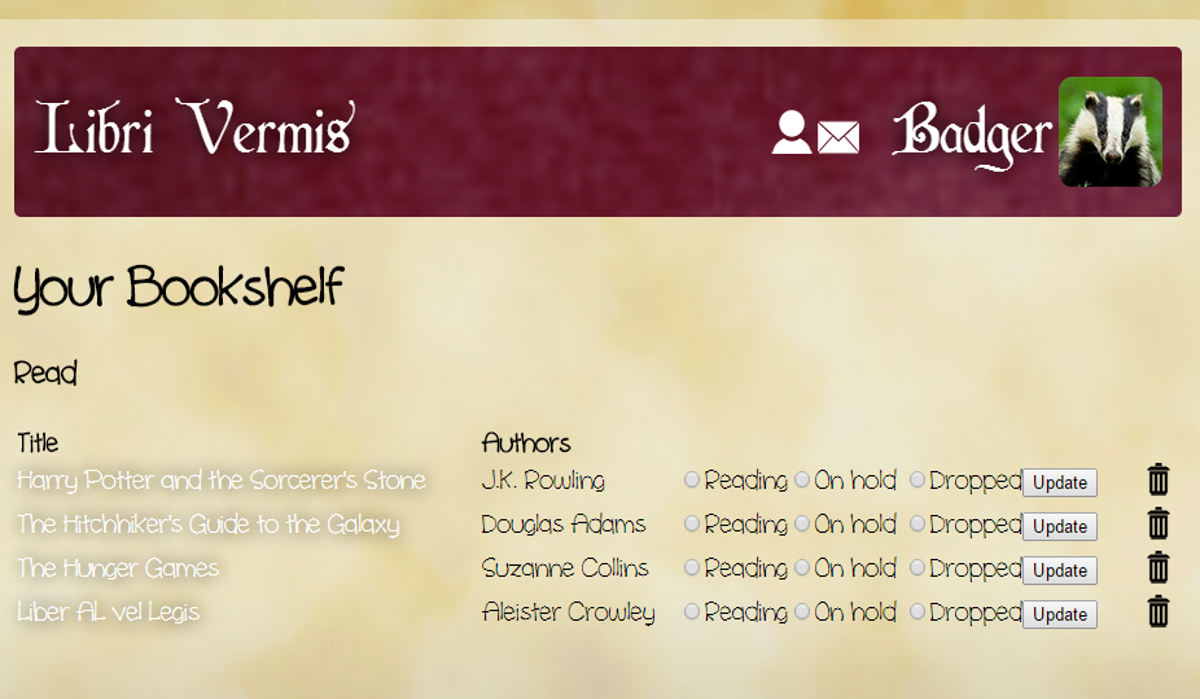 Libri Vermis Badger
Your Bookshelf
Read
Title Authors
Harry Potter and the Sorcerer's Stone J.K. Rowling Reading On hold Dropped Update
The Hitchhiker's Guide to the Galaxy Douglas Adams Reading On hold Dropped Update
The Hunger Games Suzanne Collins Reading On hold Dropped Update
Liber AL vel Legis Aleister Crowley Reading On hold Dropped Update